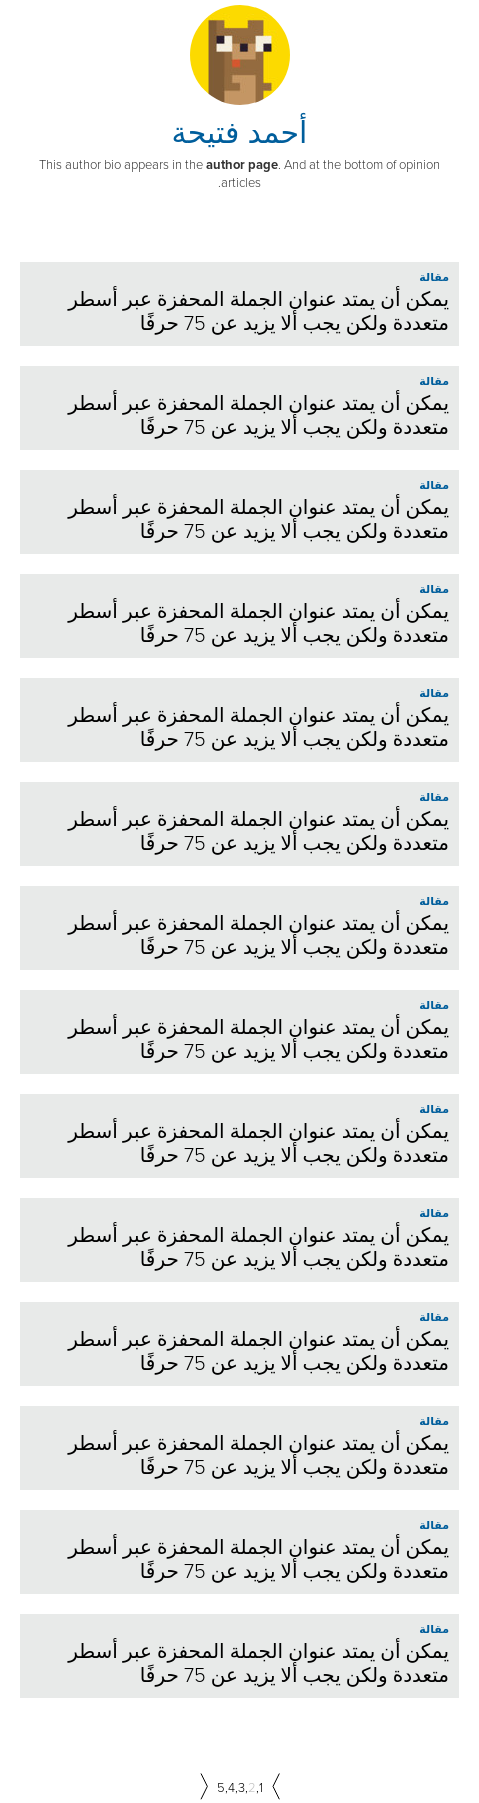 أحمد فتيحة
This author bio appears in the author page. And at the bottom of opinion
.articles
مقالة
يمكن أن يمتد عنوان الجملة المحفزة عبر أسطر
متعددة ولكن يجب ألا يزيد عن 75 حرفًا
مقالة
يمكن أن يمتد عنوان الجملة المحفزة عبر أسطر
متعددة ولكن يجب ألا يزيد عن 75 حرفًا
مقالة
يمكن أن يمتد عنوان الجملة المحفزة عبر أسطر
متعددة ولكن يجب ألا يزيد عن 75 حرفًا
مقالة
يمكن أن يمتد عنوان الجملة المحفزة عبر أسطر
متعددة ولكن يجب ألا يزيد عن 75 حرفًا
مقالة
يمكن أن يمتد عنوان الجملة المحفزة عبر أسطر
متعددة ولكن يجب ألا يزيد عن 75 حرفًا
مقالة
يمكن أن يمتد عنوان الجملة المحفزة عبر أسطر
متعددة ولكن يجب ألا يزيد عن 75 حرفًا
مقالة
يمكن أن يمتد عنوان الجملة المحفزة عبر أسطر
متعددة ولكن يجب ألا يزيد عن 75 حرفًا
مقالة
يمكن أن يمتد عنوان الجملة المحفزة عبر أسطر
متعددة ولكن يجب ألا يزيد عن 75 حرفًا
مقالة
يمكن أن يمتد عنوان الجملة المحفزة عبر أسطر
متعددة ولكن يجب ألا يزيد عن 75 حرفًا
مقالة
يمكن أن يمتد عنوان الجملة المحفزة عبر أسطر
متعددة ولكن يجب ألا يزيد عن 75 حرفًا
مقالة
يمكن أن يمتد عنوان الجملة المحفزة عبر أسطر
متعددة ولكن يجب ألا يزيد عن 75 حرفًا
مقالة
يمكن أن يمتد عنوان الجملة المحفزة عبر أسطر
متعددة ولكن يجب ألا يزيد عن 75 حرفًا
مقالة
يمكن أن يمتد عنوان الجملة المحفزة عبر أسطر
متعددة ولكن يجب ألا يزيد عن 75 حرفًا
مقالة
يمكن أن يمتد عنوان الجملة المحفزة عبر أسطر
متعددة ولكن يجب ألا يزيد عن 75 حرفًا
5,4,3,2,1